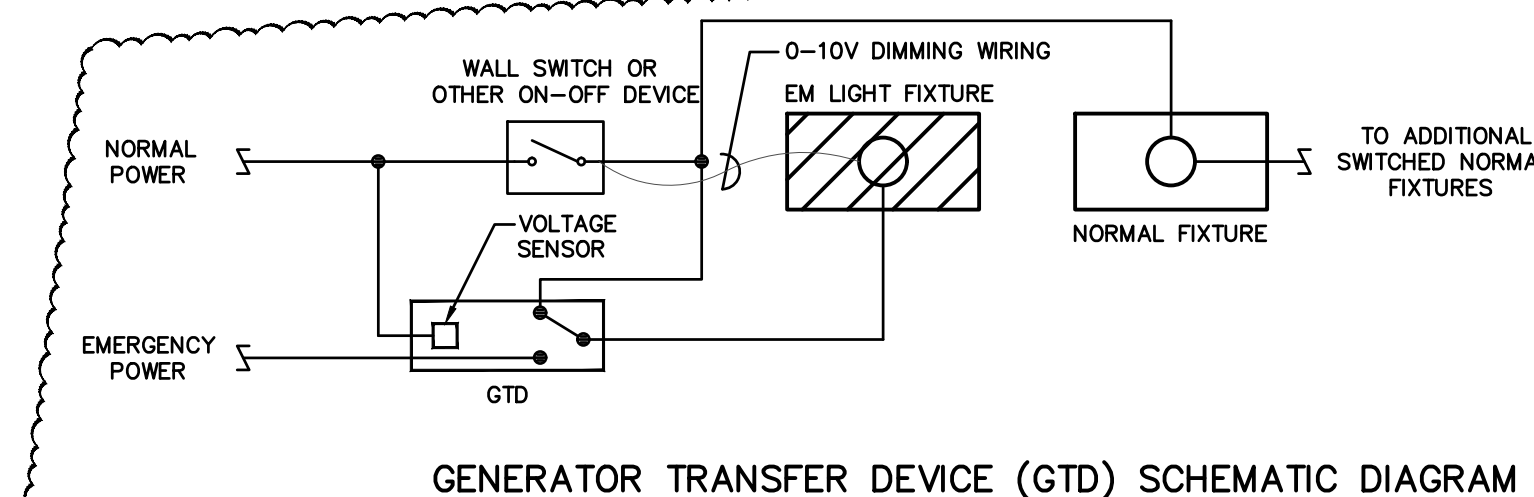 0-10V DIMMING WIRING
WALL SWITCH OR
OTHER ON-OFF DEVICE
EM LIGHT FIXTURE
NORMAL
POWER
TO ADDITIONAL
SWITCHED NORMA
FIXTURES
VOLTAGE
SENSOR
NORMAL FIXTURE
EMERGENCY
POWER
GTD
GENERATOR TRANSFER DEVICE (GTD) SCHEMATIC DIAGRAM